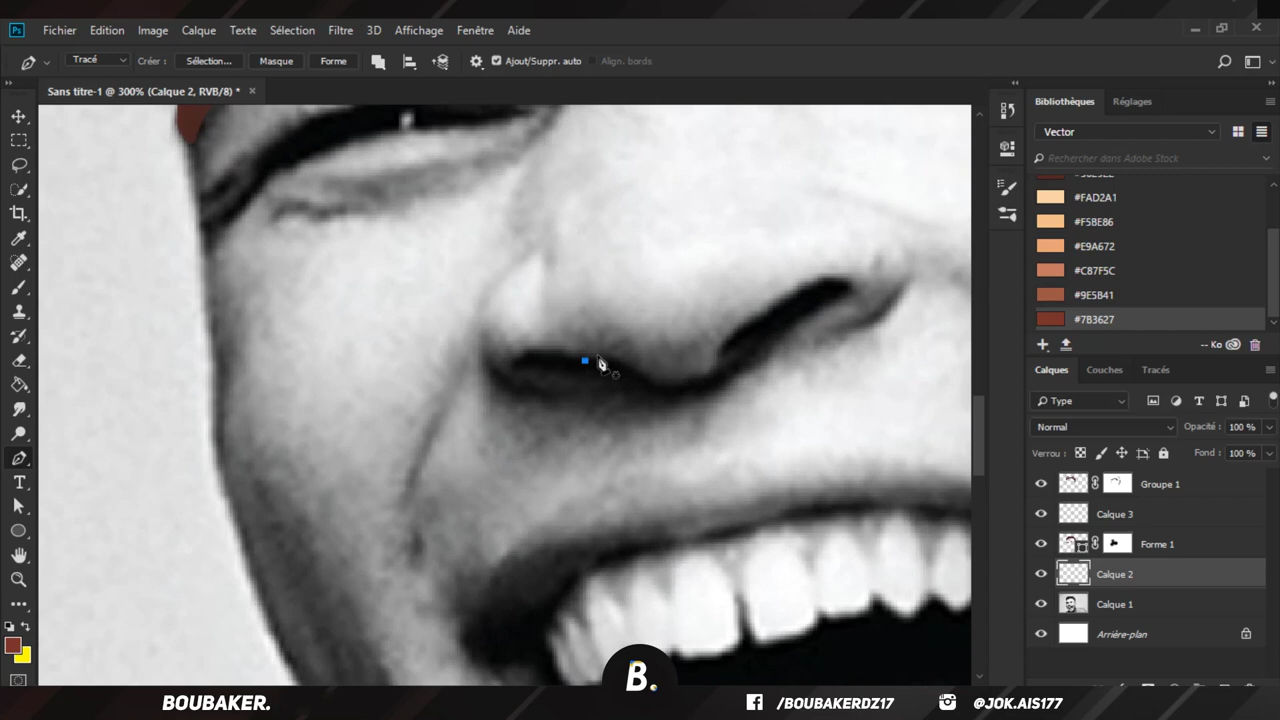 Ps Fichier Edition Image Calque Texte Sélection Filtre 3D Affichage Fenêtre Aide
Tracé Créer : Sélection... Masque Forme Ajout/Suppr. auto Align. bords
Sans titre-1 @ 300% (Calque 2, RVB/8) *
Bibliothèques Réglages
Vector
Rechercher dans Adobe Stock
#FAD2A1
#F5BE86
#E9A672
#C87F5C
#9E5B41
#7B3627
-- Ko
Calques Couches Tracés
Type
Normal Opacité : 100 %
Verrou : Fond : 100 %
Groupe 1
Calque 3
Forme 1
Calque 2
Calque 1
Arrière-plan
BOUBAKER.
B.
/BOUBAKERDZ17
@JOK.AIS177